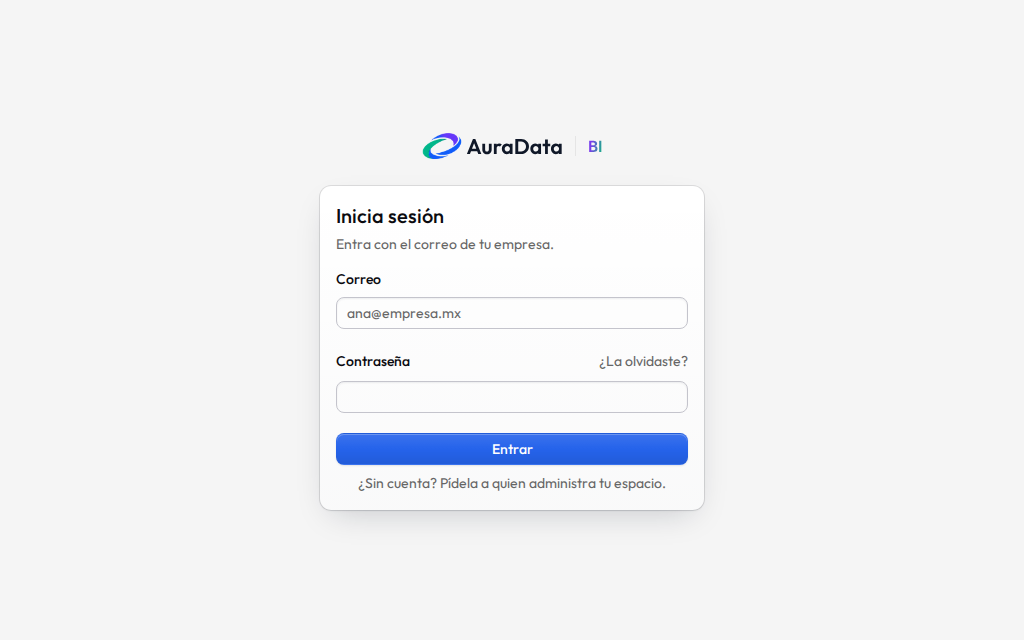 AuraData BI
Inicia sesión
Entra con el correo de tu empresa.
Correo
ana@empresa.mx
Contraseña ¿La olvidaste?
Entrar
¿Sin cuenta? Pídela a quien administra tu espacio.